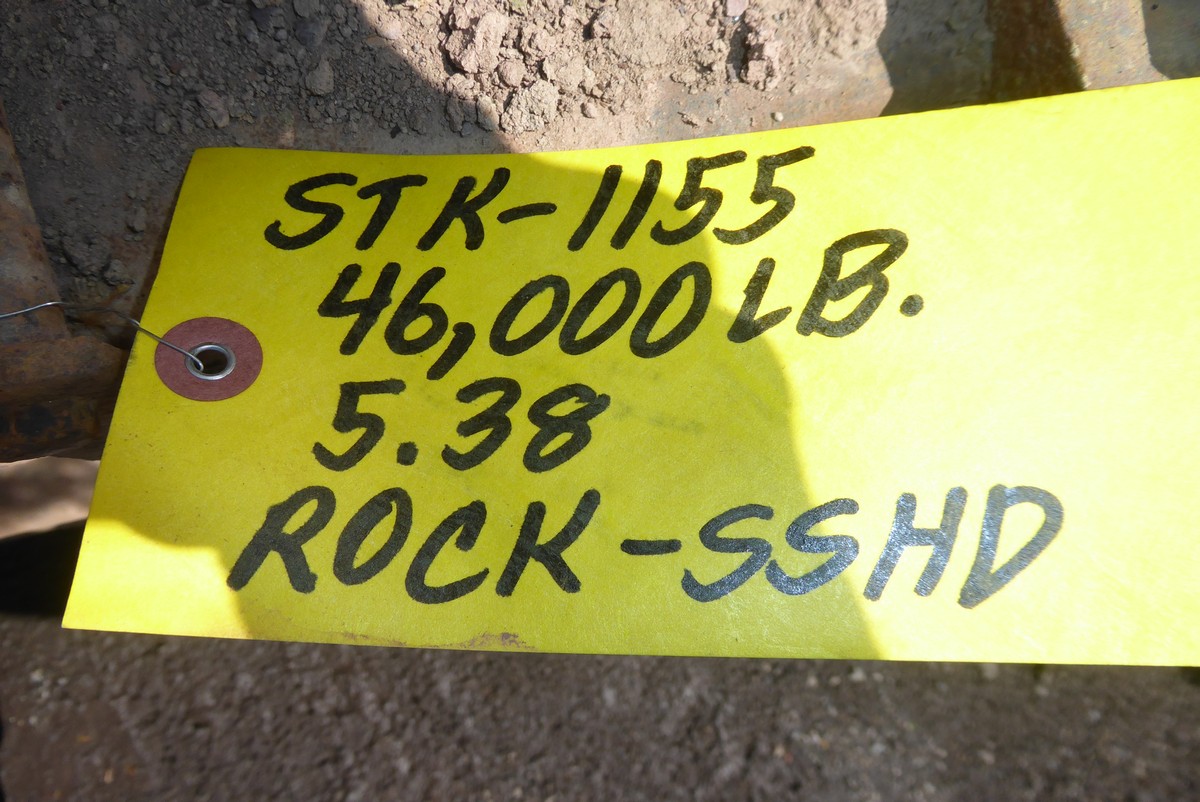 STK-1155
46,000 LB.
5.38
ROCK-SSHD